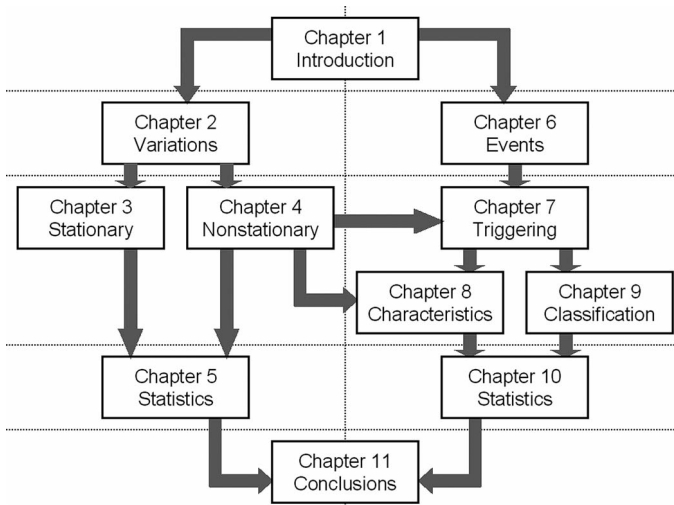 Chapter 1
Introduction
Chapter 2
Variations
Chapter 6
Events
Chapter 3
Stationary
Chapter 4
Nonstationary
Chapter 7
Triggering
Chapter 8
Characteristics
Chapter 9
Classification
Chapter 5
Statistics
Chapter 10
Statistics
Chapter 11
Conclusions